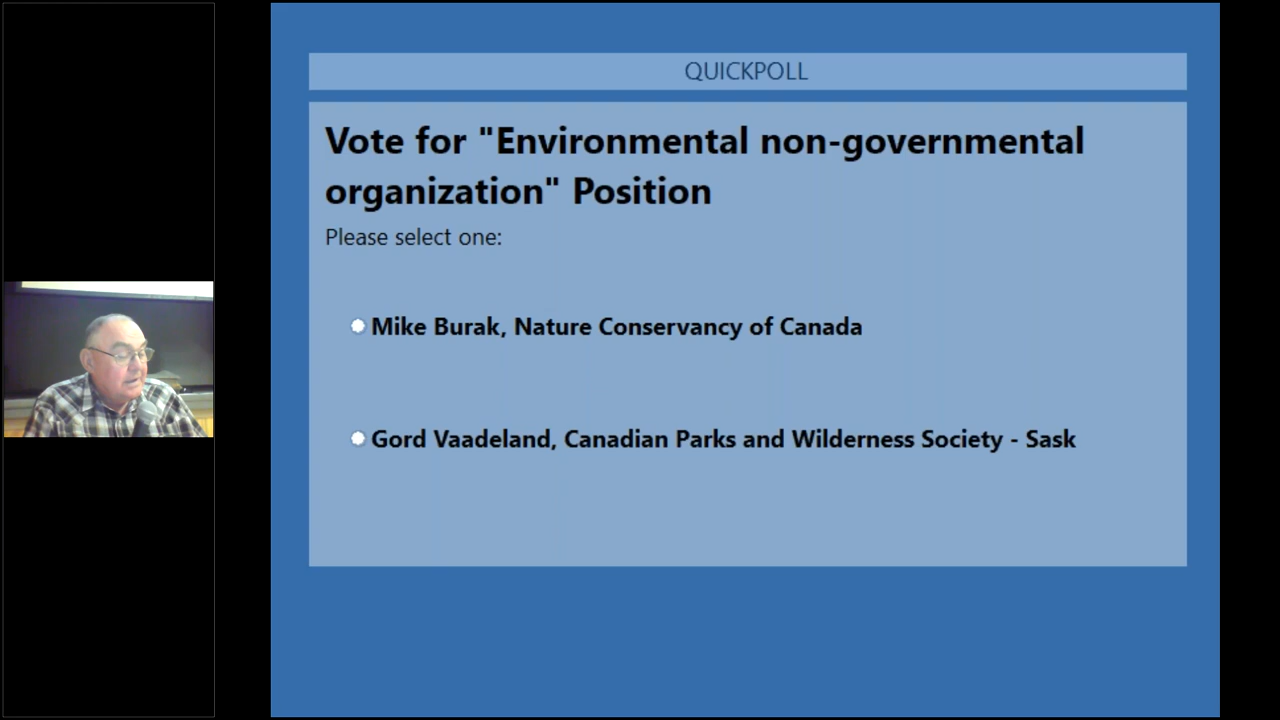 QUICKPOLL
Vote for "Environmental non-governmental
organization" Position
Please select one:
Mike Burak, Nature Conservancy of Canada
Gord Vaadeland, Canadian Parks and Wilderness Society - Sask